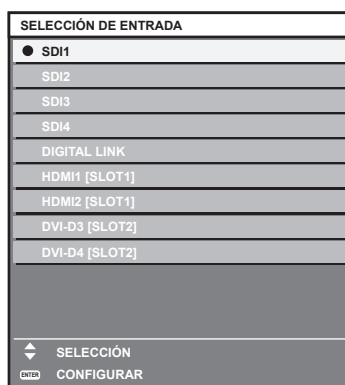 SELECCIÓN DE ENTRADA
SDI1
SDI2
SDI3
SDI4
DIGITAL LINK
HDMI1 [SLOT1]
HDMI2 [SLOT1]
DVI-D3 [SLOT2]
DVI-D4 [SLOT2]
SELECCIÓN
ENTER CONFIGURAR